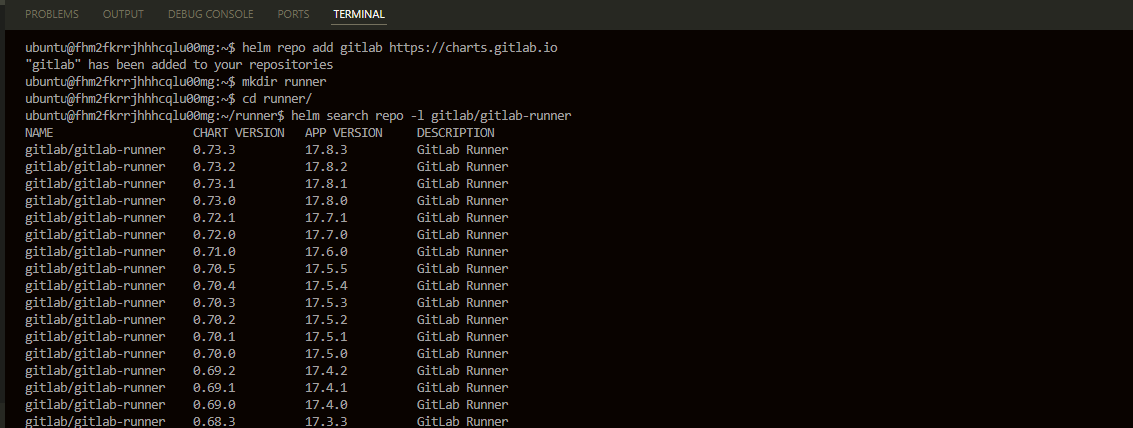 PROBLEMS OUTPUT DEBUG CONSOLE PORTS TERMINAL
ubuntu@fhm2fkrrjhhhcqlu00mg:~$ helm repo add gitlab https://charts.gitlab.io
"gitlab" has been added to your repositories
ubuntu@fhm2fkrrjhhhcqlu00mg:~$ mkdir runner
ubuntu@fhm2fkrrjhhhcqlu00mg:~$ cd runner/
ubuntu@fhm2fkrrjhhhcqlu00mg:~/runner$ helm search repo -l gitlab/gitlab-runner
NAME CHART VERSION APP VERSION DESCRIPTION
gitlab/gitlab-runner 0.73.3 17.8.3 GitLab Runner
gitlab/gitlab-runner 0.73.2 17.8.2 GitLab Runner
gitlab/gitlab-runner 0.73.1 17.8.1 GitLab Runner
gitlab/gitlab-runner 0.73.0 17.8.0 GitLab Runner
gitlab/gitlab-runner 0.72.1 17.7.1 GitLab Runner
gitlab/gitlab-runner 0.72.0 17.7.0 GitLab Runner
gitlab/gitlab-runner 0.71.0 17.6.0 GitLab Runner
gitlab/gitlab-runner 0.70.5 17.5.5 GitLab Runner
gitlab/gitlab-runner 0.70.4 17.5.4 GitLab Runner
gitlab/gitlab-runner 0.70.3 17.5.3 GitLab Runner
gitlab/gitlab-runner 0.70.2 17.5.2 GitLab Runner
gitlab/gitlab-runner 0.70.1 17.5.1 GitLab Runner
gitlab/gitlab-runner 0.70.0 17.5.0 GitLab Runner
gitlab/gitlab-runner 0.69.2 17.4.2 GitLab Runner
gitlab/gitlab-runner 0.69.1 17.4.1 GitLab Runner
gitlab/gitlab-runner 0.69.0 17.4.0 GitLab Runner
gitlab/gitlab-runner 0.68.3 17.3.3 GitLab Runner